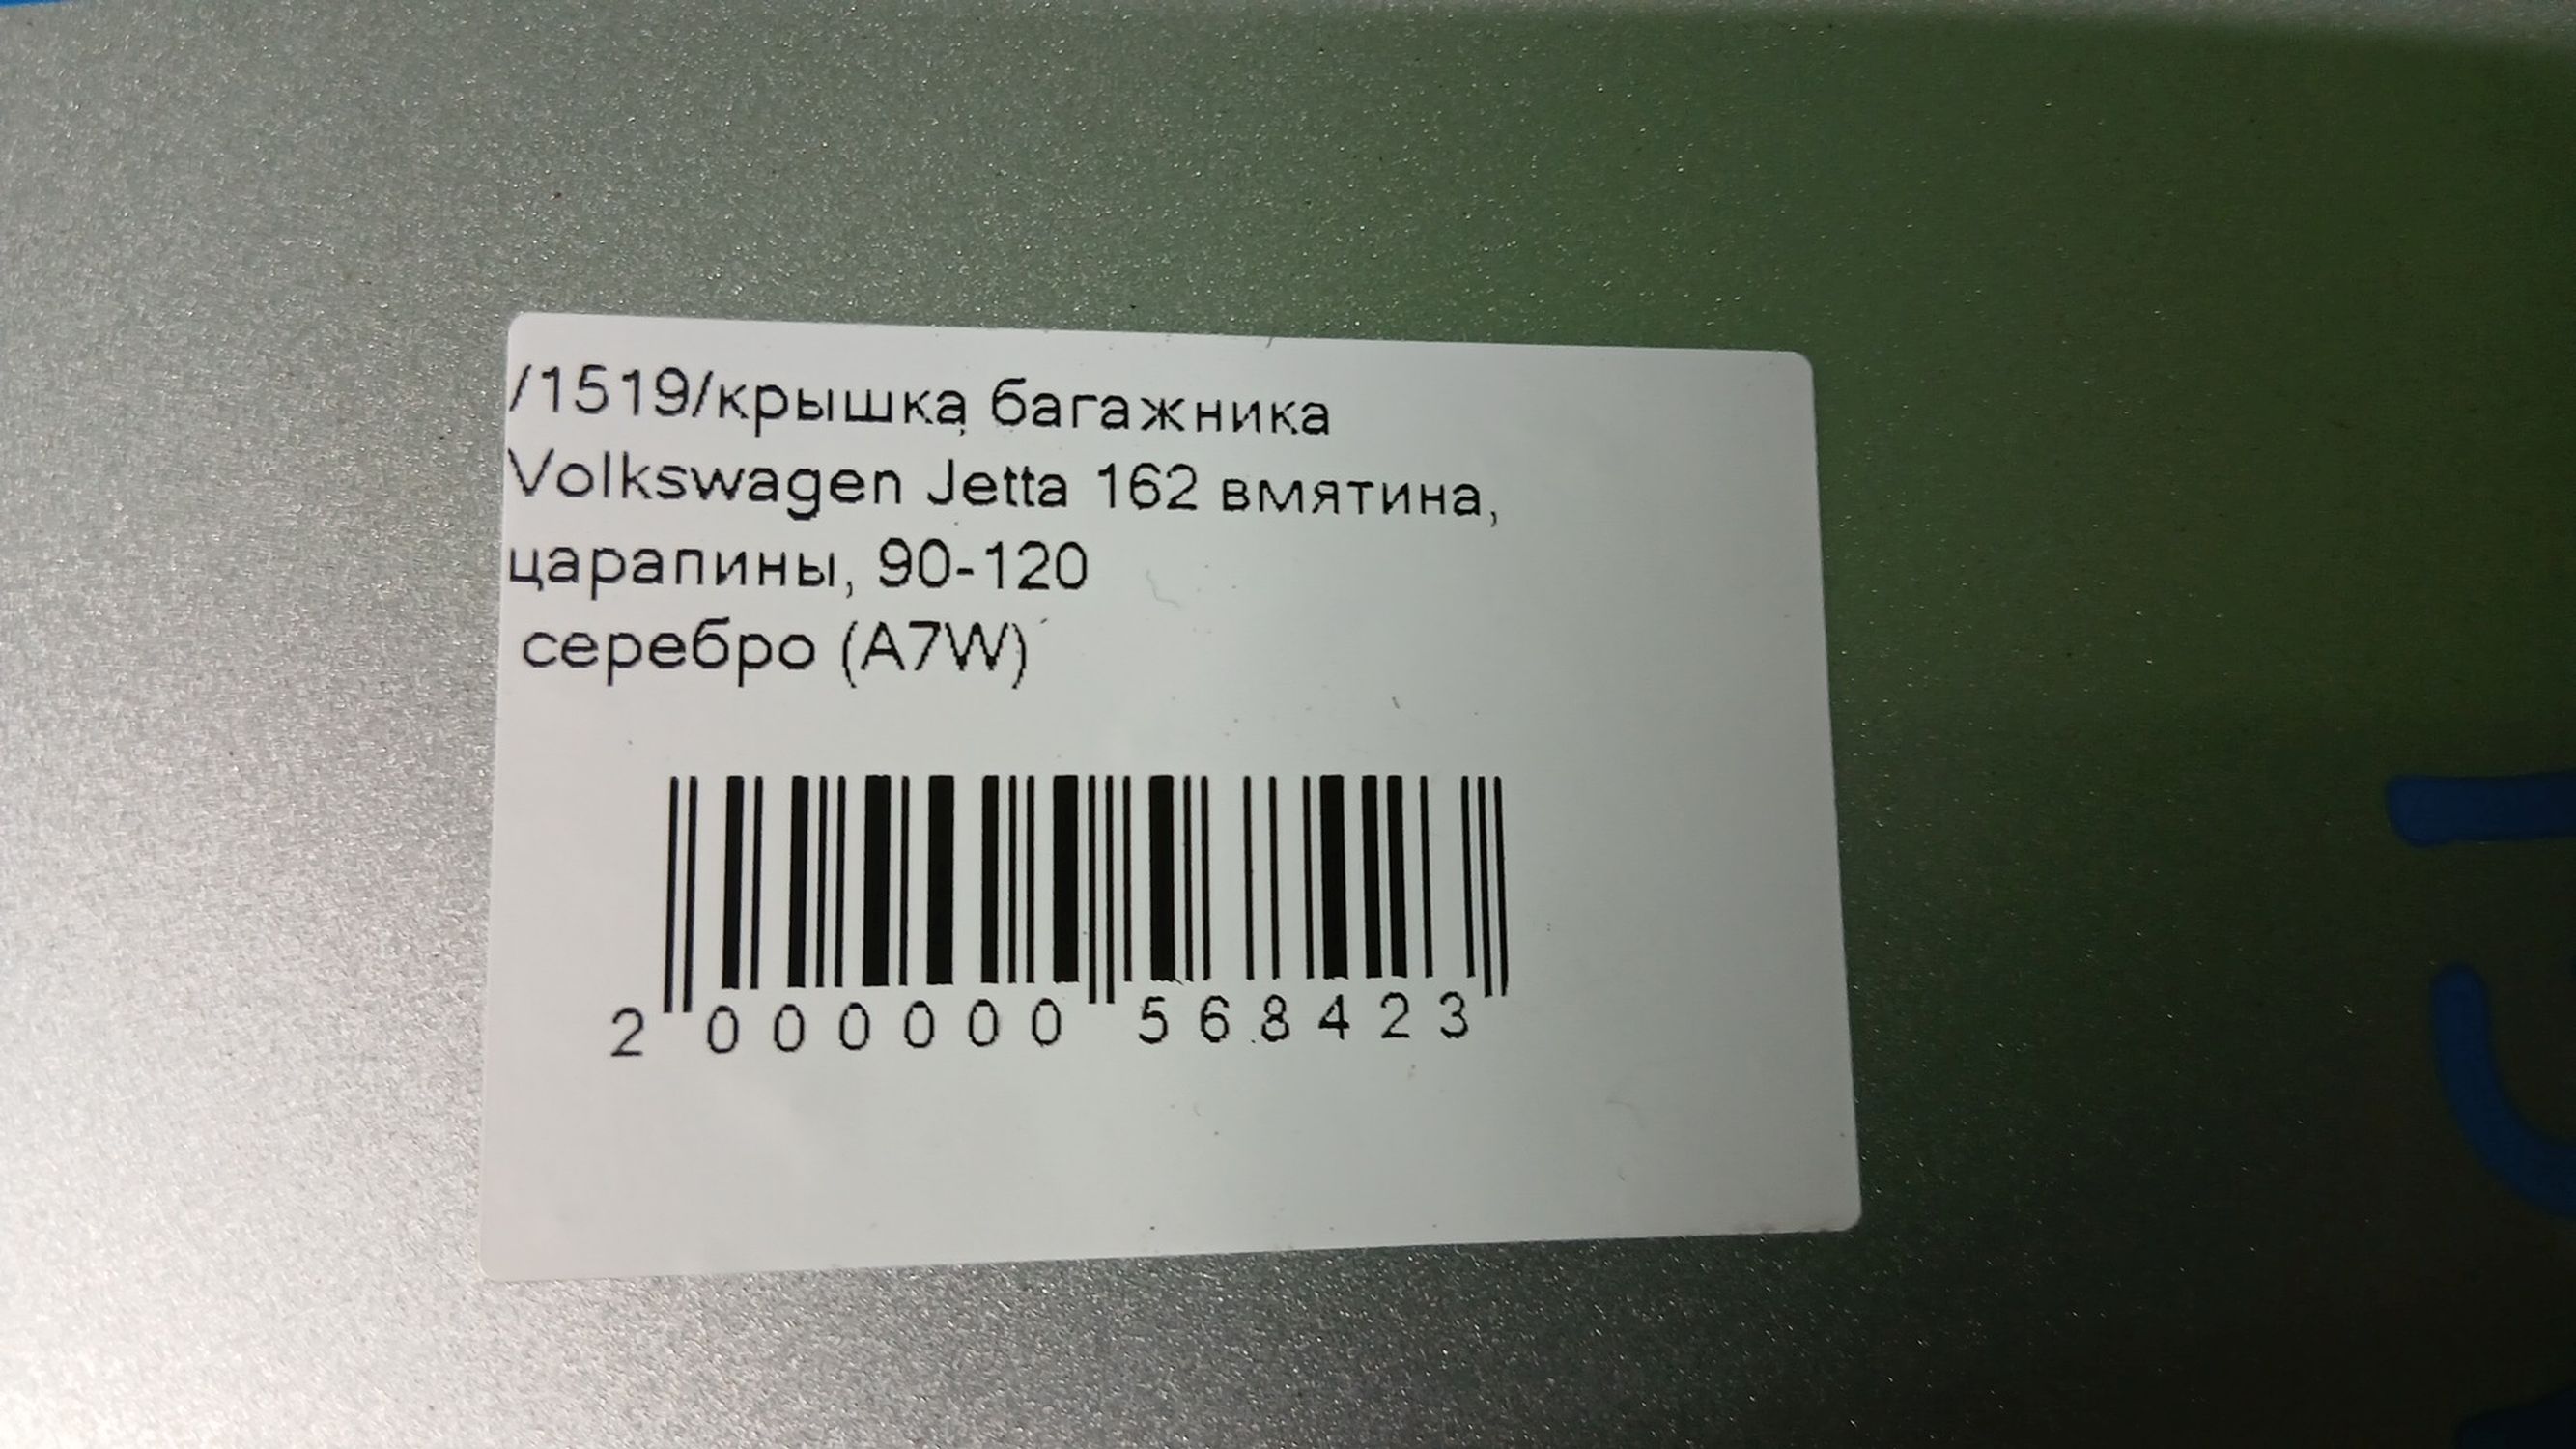 /1519/крышка багажника
Volkswagen Jetta 162 вмятина,
царапины, 90-120
серебро (A7W)
2 000000 568423